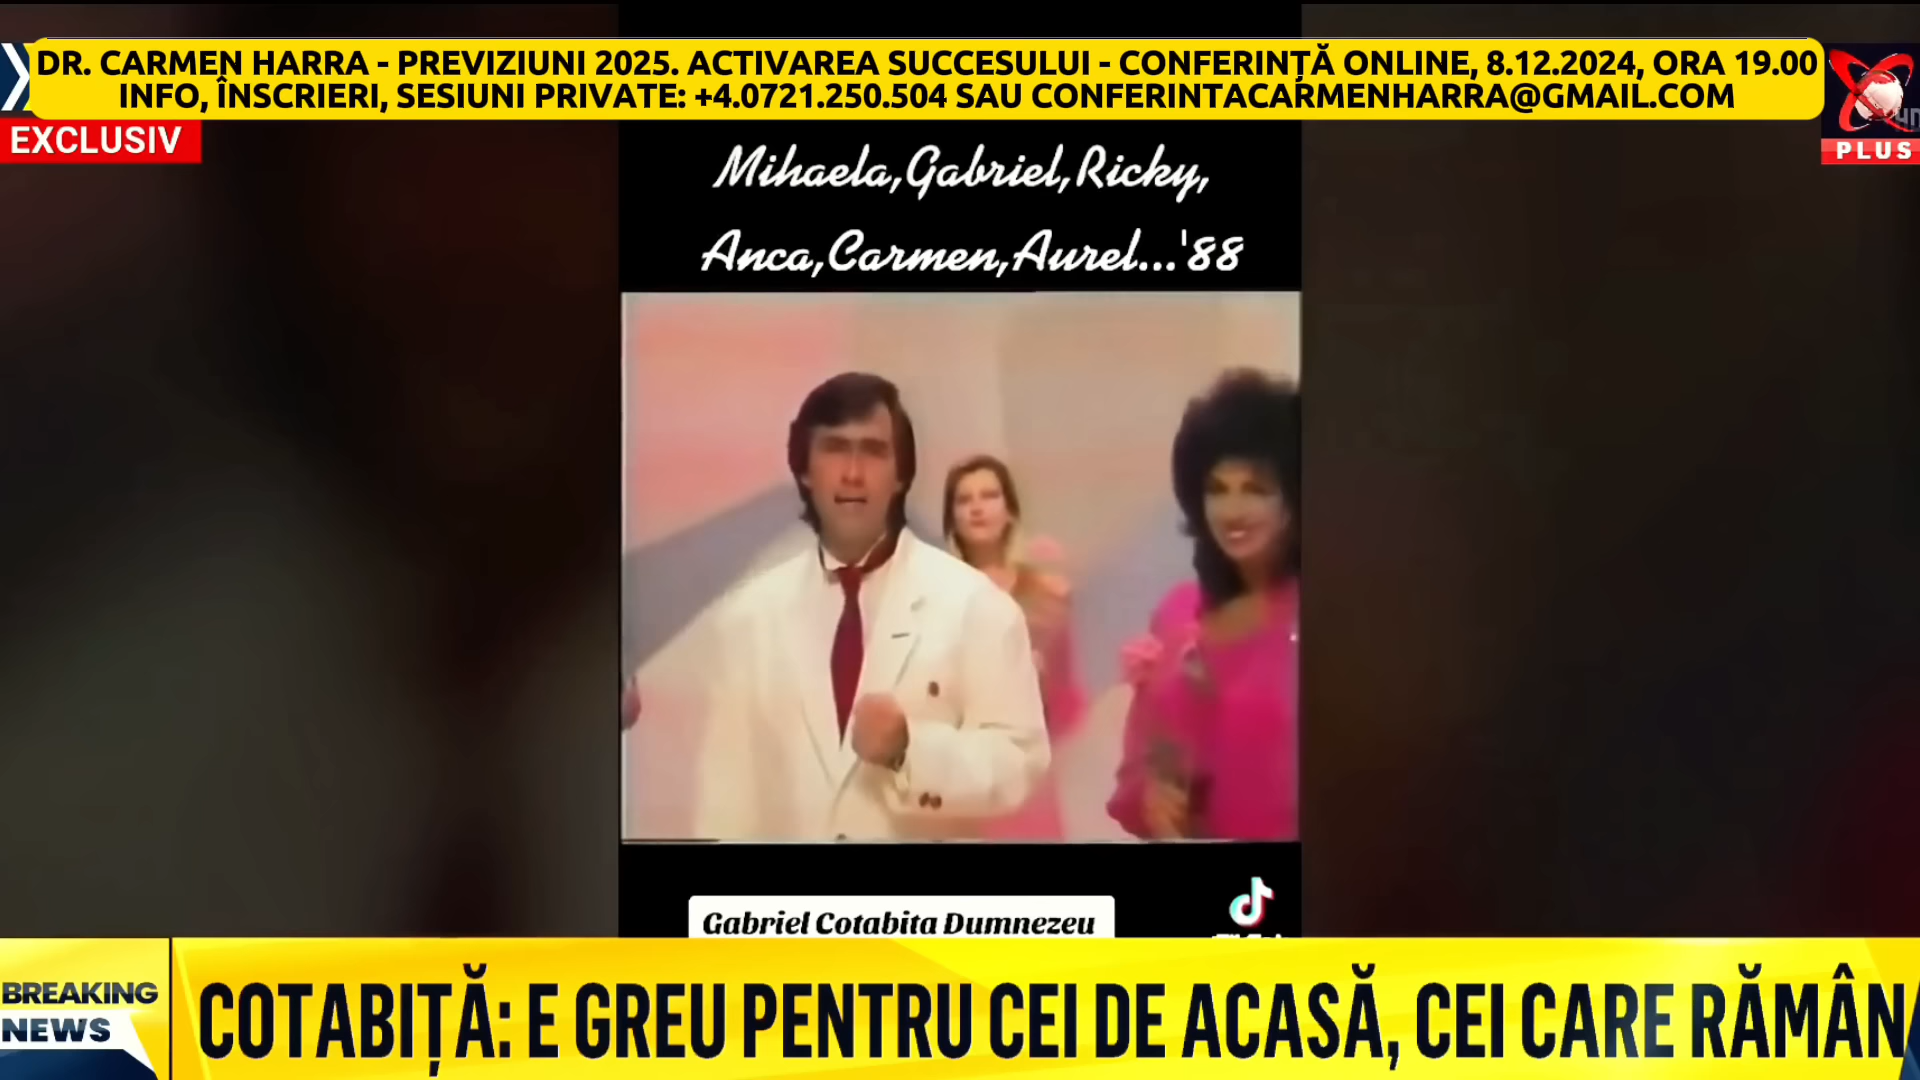 DR. CARMEN HARRA - PREVIZIUNI 2025. ACTIVAREA SUCCESULUI - CONFERINȚĂ ONLINE, 8.12.2024, ORA 19.00
INFO, ÎNSCRIERI, SESIUNI PRIVATE: +4.0721.250.504 SAU CONFERINTACARMENHARRA@GMAIL.COM
EXCLUSIV
PLUS
Mihaela,Gabriel,Ricky,
Anca,Carmen,Aurel...'88
Gabriel Cotabita Dumnezeu
BREAKING
NEWS
COTABIȚĂ: E GREU PENTRU CEI DE ACASĂ, CEI CARE RĂMÂN